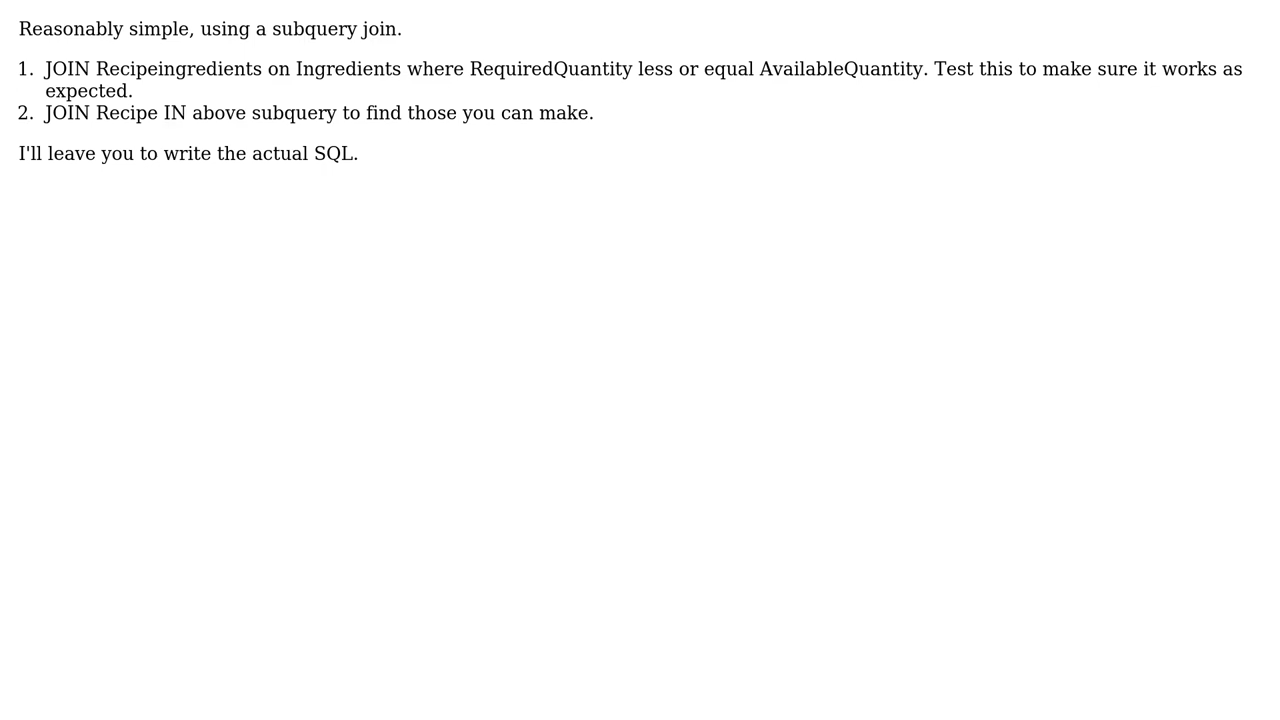 Reasonably simple, using a subquery join.
1. JOIN Recipeingredients on Ingredients where RequiredQuantity less or equal AvailableQuantity. Test this to make sure it works as
expected.
2. JOIN Recipe IN above subquery to find those you can make.
I'll leave you to write the actual SQL.